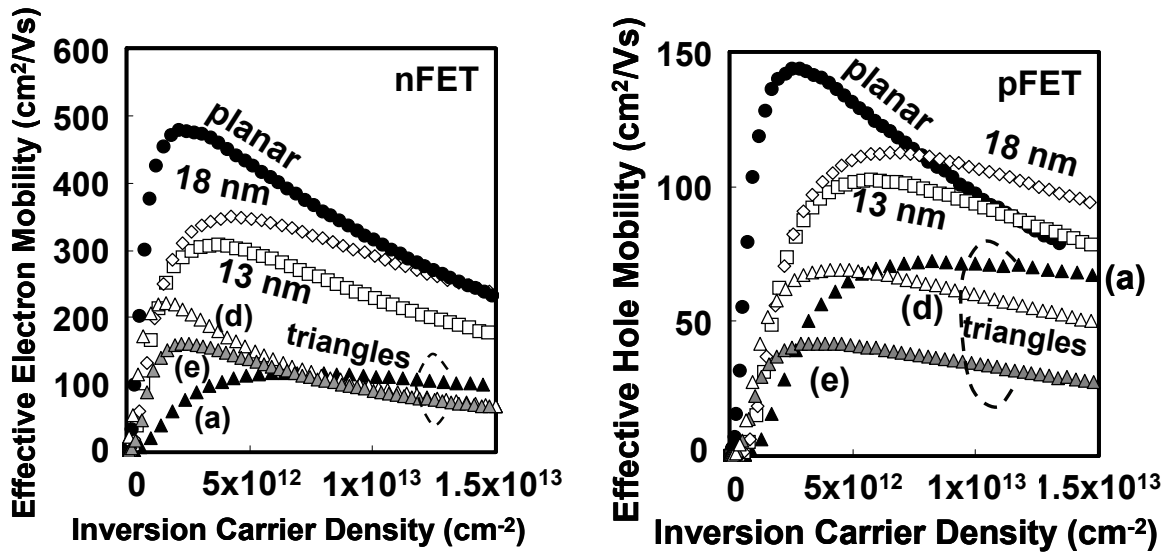 Effective Electron Mobility (cm²/Vs)
600
500
400
300
200
100
0
nFET
planar
18 nm
13 nm
(d)
triangles
(e)
(a)
0 5x10¹² 1x10¹³ 1.5x10¹³
Inversion Carrier Density (cm⁻²)
Effective Hole Mobility (cm²/Vs)
150
100
50
0
pFET
planar
18 nm
13 nm
(a)
(d)
triangles
(e)
0 5x10¹² 1x10¹³ 1.5x10¹³
Inversion Carrier Density (cm⁻²)